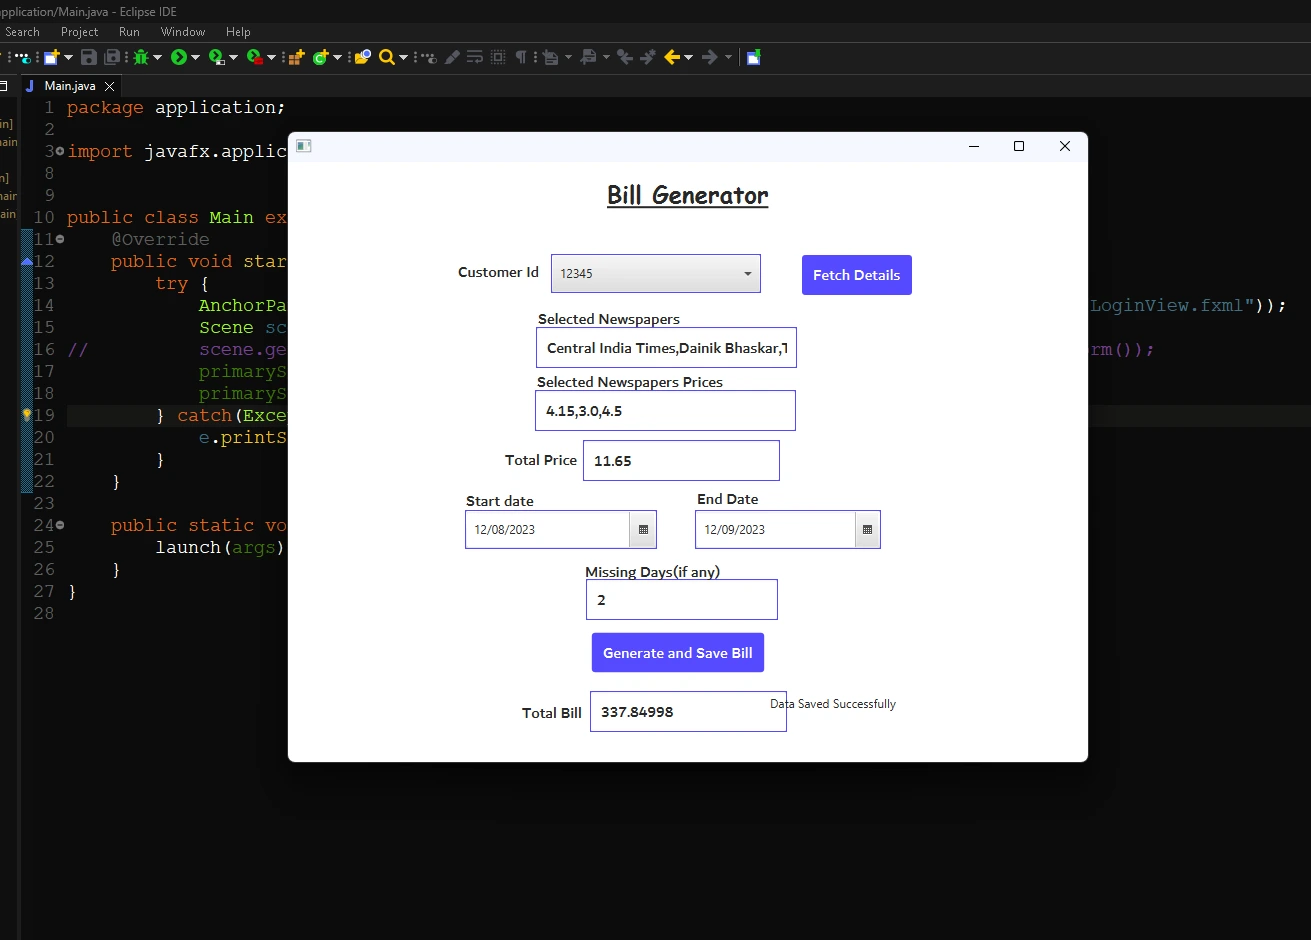 pplication/Main.java - Eclipse IDE
Search Project Run Window Help
Main.java
1 package application;
2
3 import javafx.applic
8
9
10 public class Main ex
11 @Override
12 public void star
13 try {
14 AnchorPa LoginView.fxml"));
15 Scene sc
16 // scene.ge rm());
17 primaryS
18 primaryS
19 } catch(Exce
20 e.printS
21 }
22 }
23
24 public static vo
25 launch(args)
26 }
27 }
28
in]
ain
n]
ain
ain
Bill Generator
Customer Id 12345 Fetch Details
Selected Newspapers
Central India Times,Dainik Bhaskar,T
Selected Newspapers Prices
4.15,3.0,4.5
Total Price 11.65
Start date End Date
12/08/2023 12/09/2023
Missing Days(if any)
2
Generate and Save Bill
Total Bill 337.84998 Data Saved Successfully